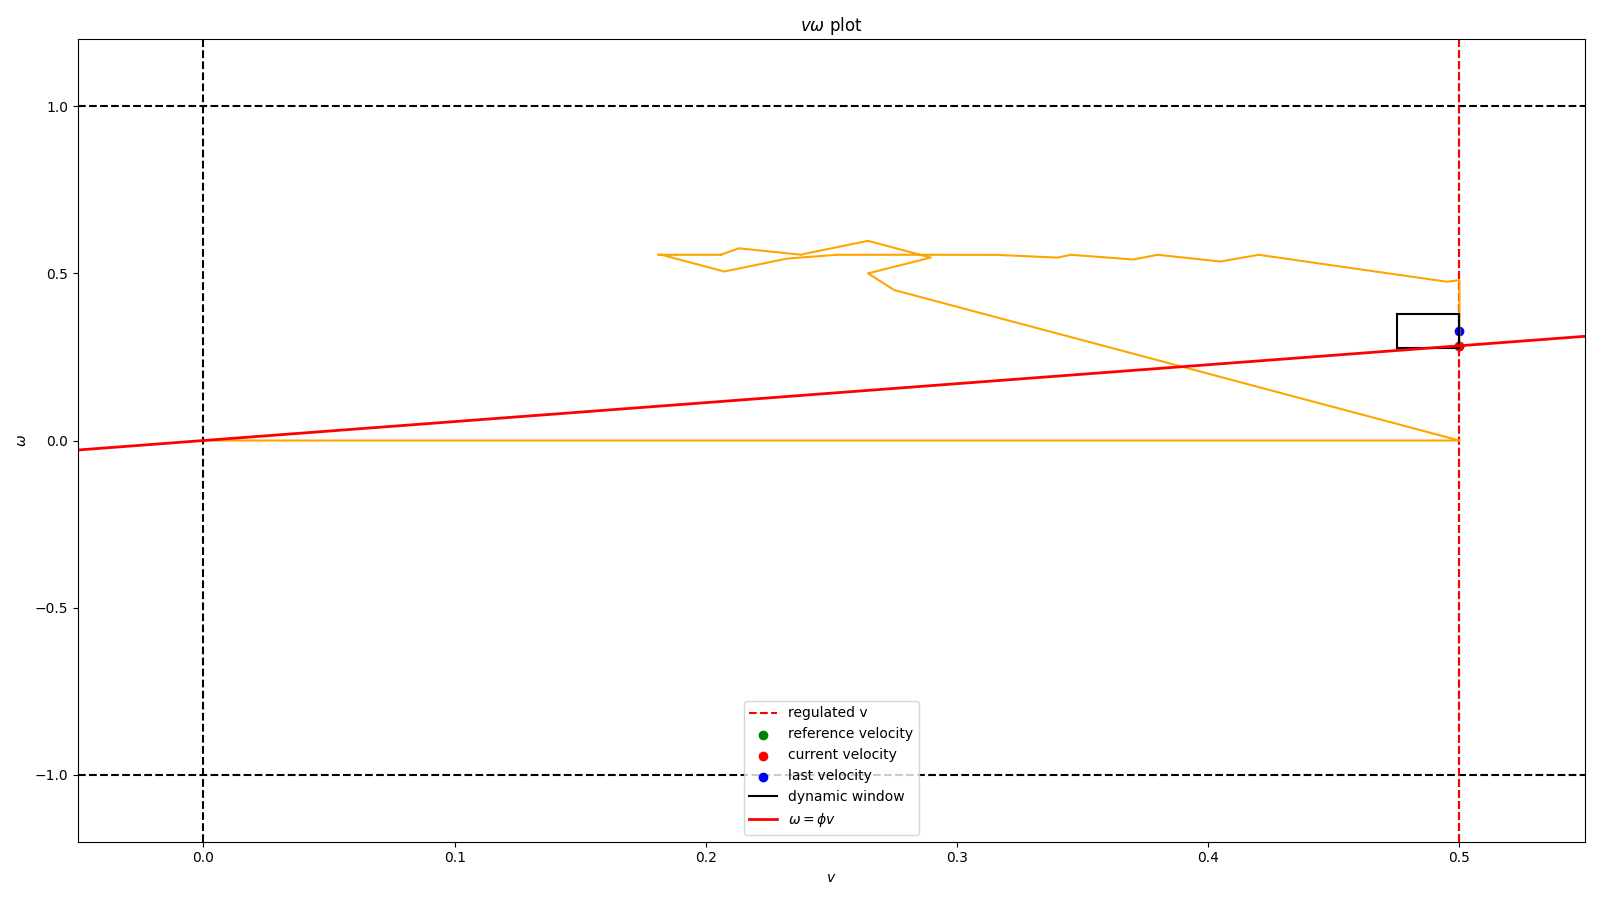 vω plot
1.0
0.5
0.0
−0.5
−1.0
ω
0.0 0.1 0.2 0.3 0.4 0.5
v
regulated v
reference velocity
current velocity
last velocity
dynamic window
ω = ϕv